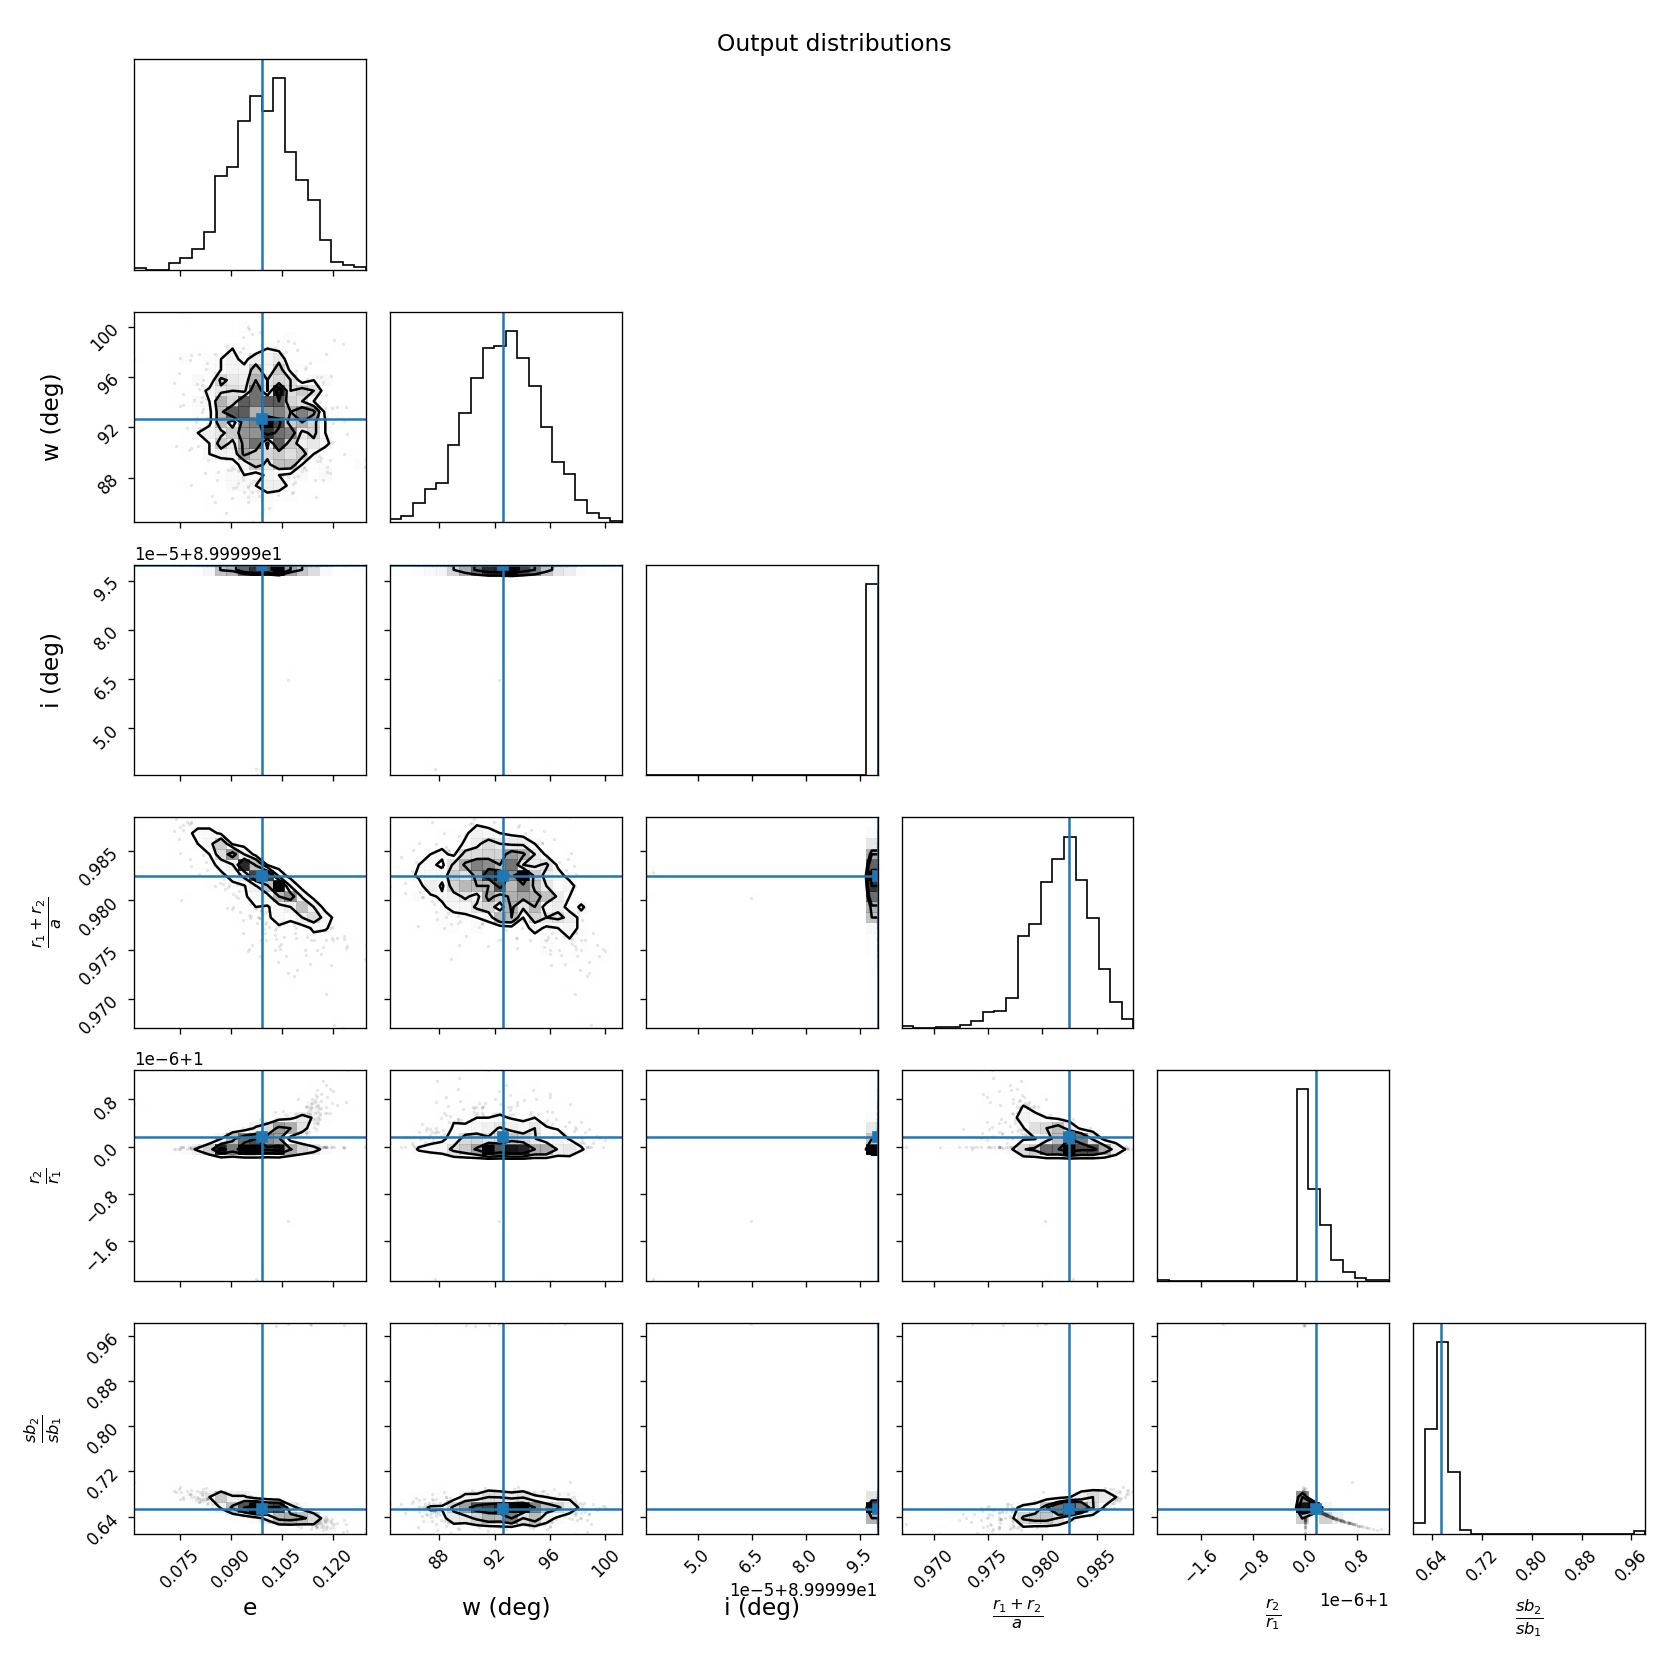 Output distributions
w (deg)
100
96
92
88
1e−5+8.99999e1
i (deg)
9.5
8.0
6.5
5.0
r₁ + r₂
a
0.985
0.980
0.975
0.970
1e−6+1
r₂
r₁
0.8
0.0
−0.8
−1.6
sb₂
sb₁
0.96
0.88
0.80
0.72
0.64
0.075 0.090 0.105 0.120
88 92 96 100
5.0 6.5 8.0 9.5
0.970 0.975 0.980 0.985
−1.6 −0.8 0.0 0.8
0.64 0.72 0.80 0.88 0.96
1e−5+8.99999e1
1e−6+1
e
w (deg)
i (deg)
r₁ + r₂
a
r₂
r₁
sb₂
sb₁